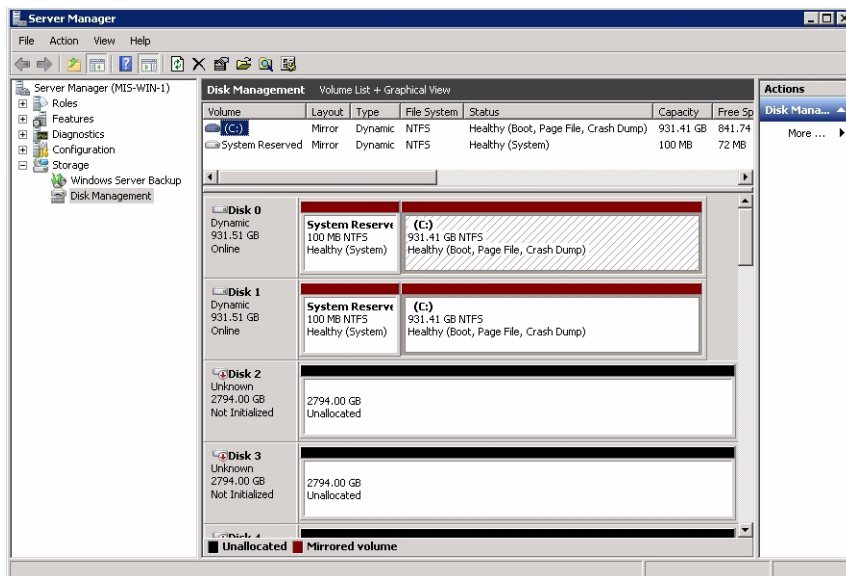 Server Manager
File Action View Help
Server Manager (MIS-WIN-1)
Roles
Features
Diagnostics
Configuration
Storage
Windows Server Backup
Disk Management
Disk Management Volume List + Graphical View
Volume Layout Type File System Status Capacity Free Sp
(C:) Mirror Dynamic NTFS Healthy (Boot, Page File, Crash Dump) 931.41 GB 841.74
System Reserved Mirror Dynamic NTFS Healthy (System) 100 MB 72 MB
Disk 0
Dynamic
931.51 GB
Online
System Reserve
100 MB NTFS
Healthy (System)
(C:)
931.41 GB NTFS
Healthy (Boot, Page File, Crash Dump)
Disk 1
Dynamic
931.51 GB
Online
System Reserve
100 MB NTFS
Healthy (System)
(C:)
931.41 GB NTFS
Healthy (Boot, Page File, Crash Dump)
Disk 2
Unknown
2794.00 GB
Not Initialized
2794.00 GB
Unallocated
Disk 3
Unknown
2794.00 GB
Not Initialized
2794.00 GB
Unallocated
Unallocated Mirrored volume
Actions
Disk Mana...
More ...